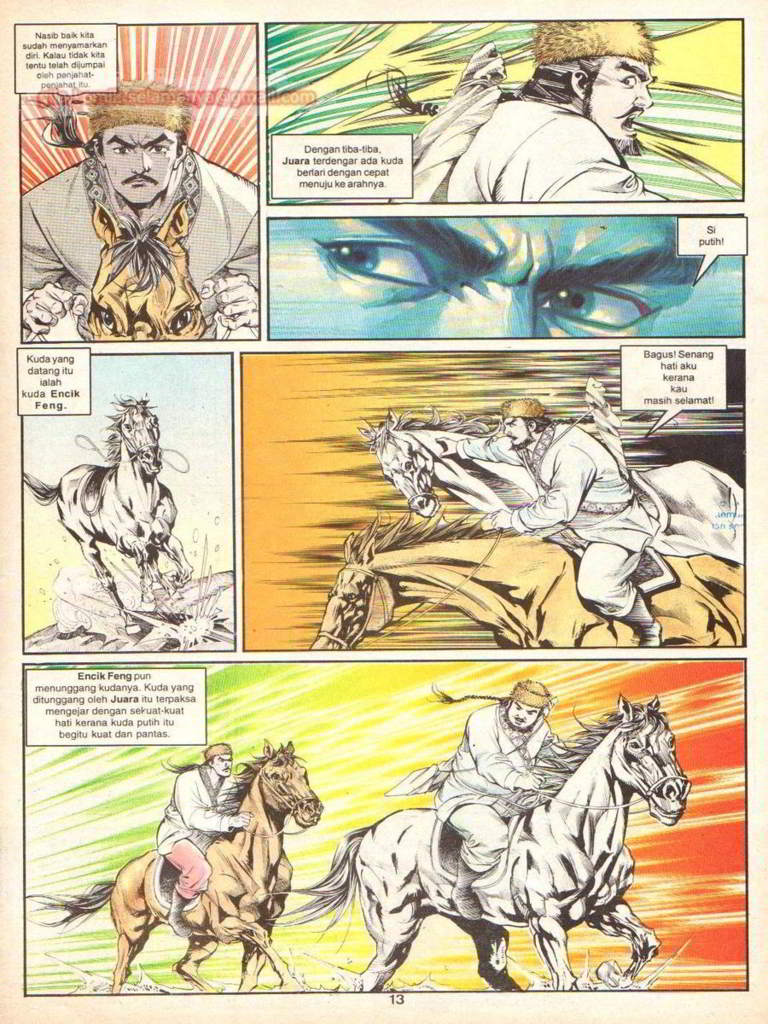 Nasib baik kita
sudah menyamarkan
diri. Kalau tidak kita
tentu telah dijumpai
oleh penjahat-
penjahat itu.
Dengan tiba-tiba,
Juara terdengar ada kuda
berlari dengan cepat
menuju ke arahnya.
Si
putih!
Kuda yang
datang itu
ialah
kuda Encik
Feng.
Bagus! Senang
hati aku
kerana
kau
masih selamat!
Encik Feng pun
menunggang kudanya. Kuda yang
ditunggang oleh Juara itu terpaksa
mengejar dengan sekuat-kuat
hati kerana kuda putih itu
begitu kuat dan pantas.
13